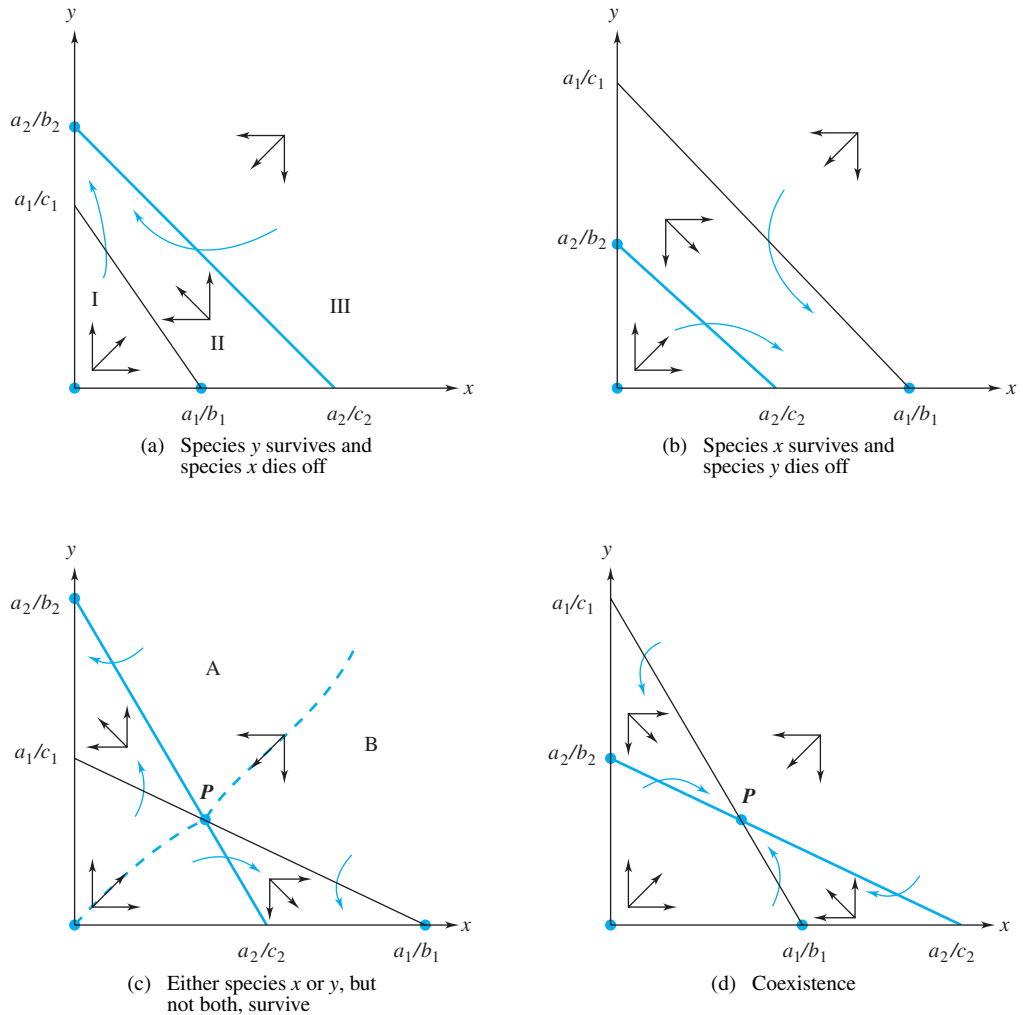 y
a₂/b₂
a₁/c₁
I
II
III
x
a₁/b₁
a₂/c₂
(a) Species y survives and
species x dies off
y
a₁/c₁
a₂/b₂
x
a₂/c₂
a₁/b₁
(b) Species x survives and
species y dies off
y
a₂/b₂
A
B
a₁/c₁
P
x
a₂/c₂
a₁/b₁
(c) Either species x or y, but
not both, survive
y
a₁/c₁
a₂/b₂
P
x
a₁/b₁
a₂/c₂
(d) Coexistence